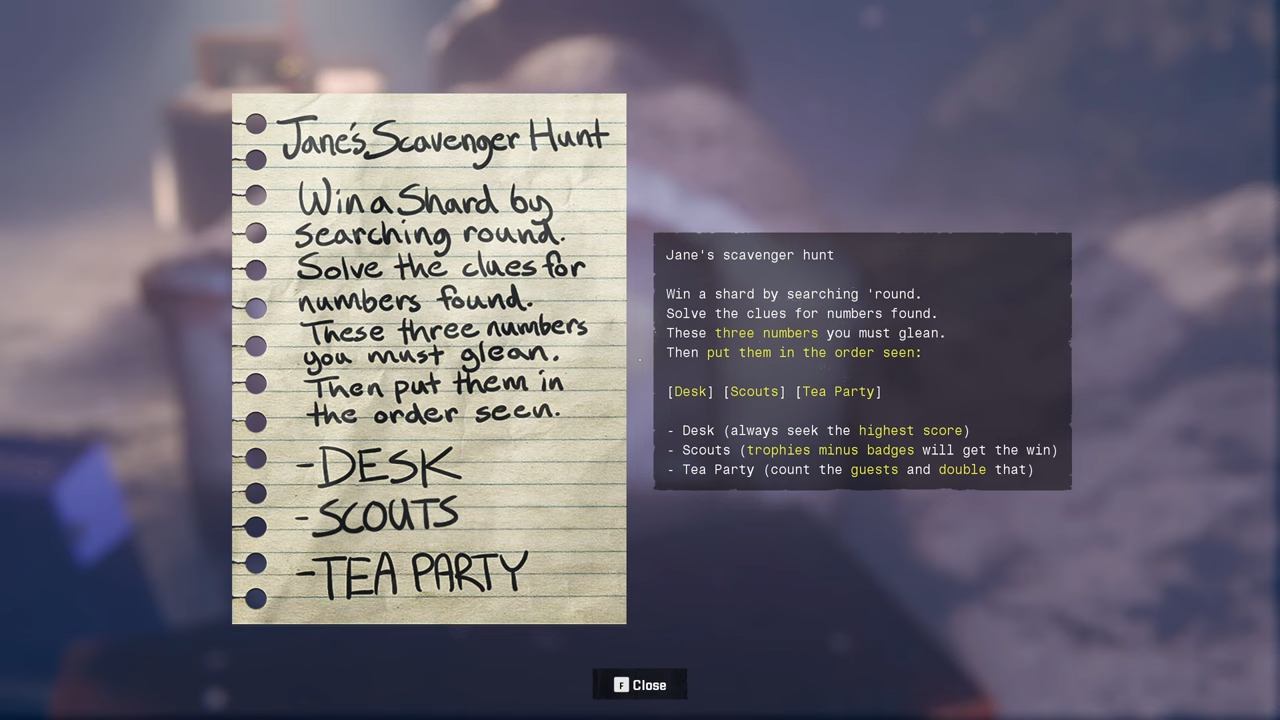 Jane's Scavenger Hunt
Win a Shard by
searching round.
Solve the clues for
numbers found.
These three numbers
you must glean.
Then put them in
the order seen.
-DESK
-SCOUTS
-TEA PARTY
Jane's scavenger hunt
Win a shard by searching 'round.
Solve the clues for numbers found.
These three numbers you must glean.
Then put them in the order seen:
[Desk] [Scouts] [Tea Party]
- Desk (always seek the highest score)
- Scouts (trophies minus badges will get the win)
- Tea Party (count the guests and double that)
F Close